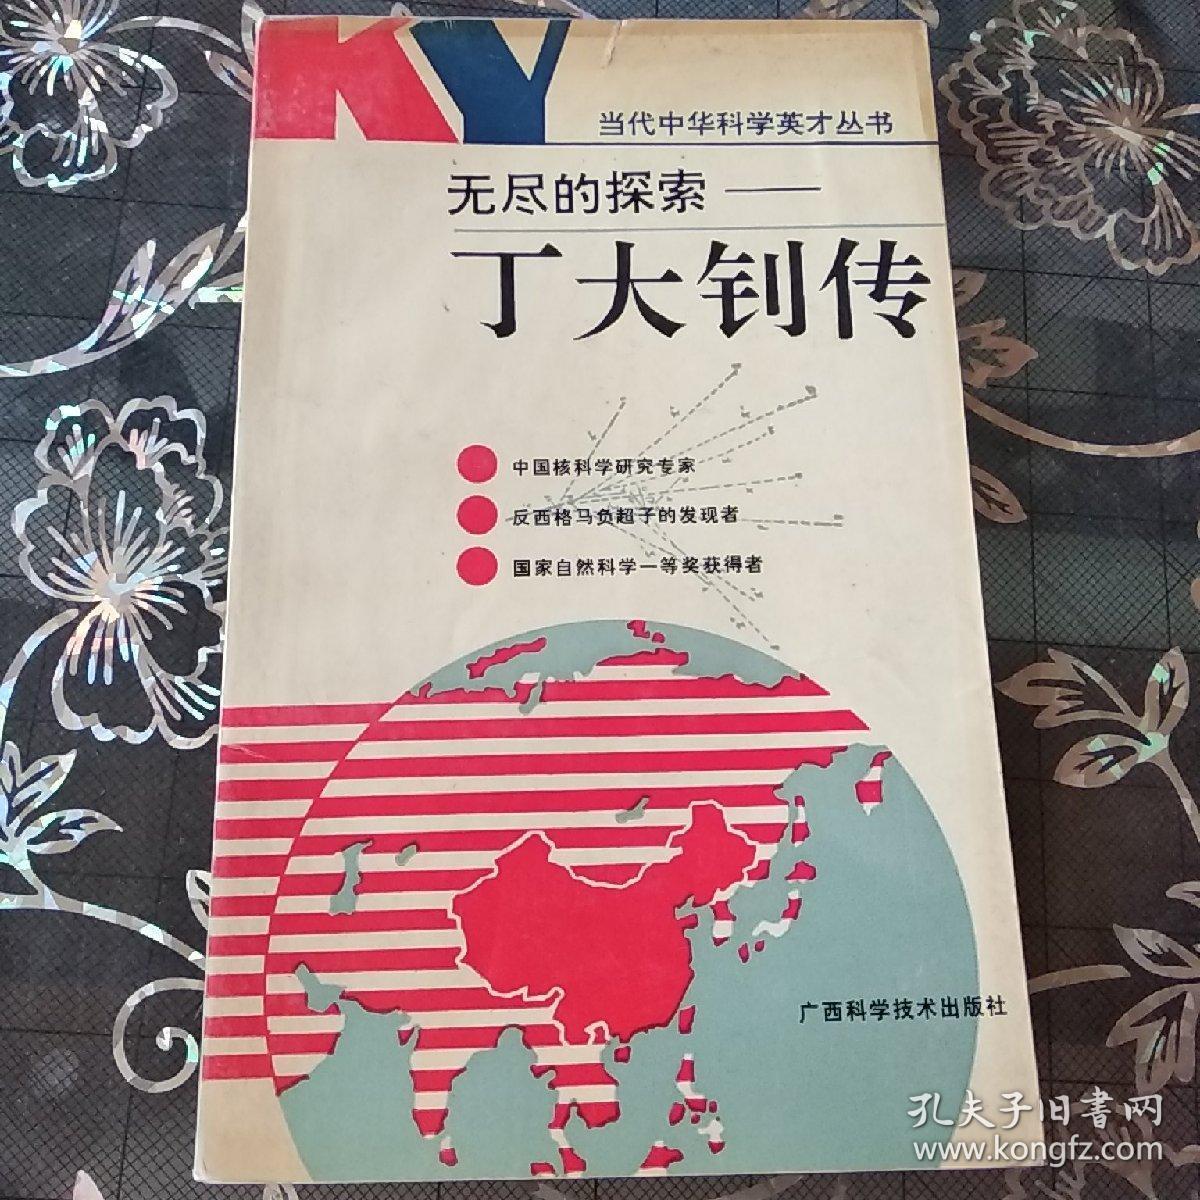 KY
当代中华科学英才丛书
无尽的探索——
丁大钊传
中国核科学研究专家
反西格马负超子的发现者
国家自然科学一等奖获得者
广西科学技术出版社
孔夫子旧書网
www.kongfz.com